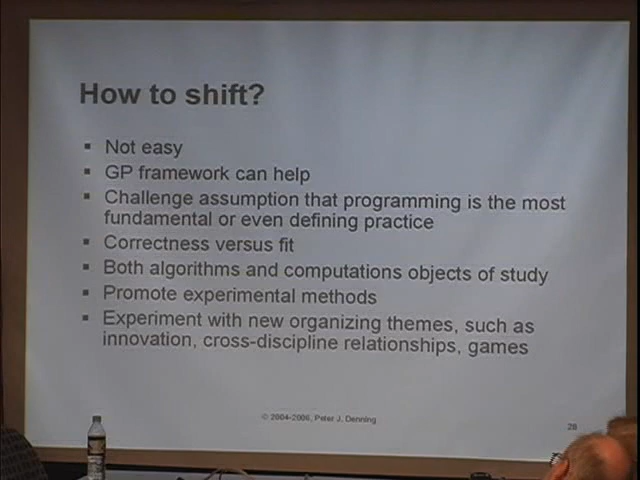 How to shift?
▪ Not easy
▪ GP framework can help
▪ Challenge assumption that programming is the most
fundamental or even defining practice
▪ Correctness versus fit
▪ Both algorithms and computations objects of study
▪ Promote experimental methods
▪ Experiment with new organizing themes, such as
innovation, cross-discipline relationships, games
© 2004-2006, Peter J. Denning